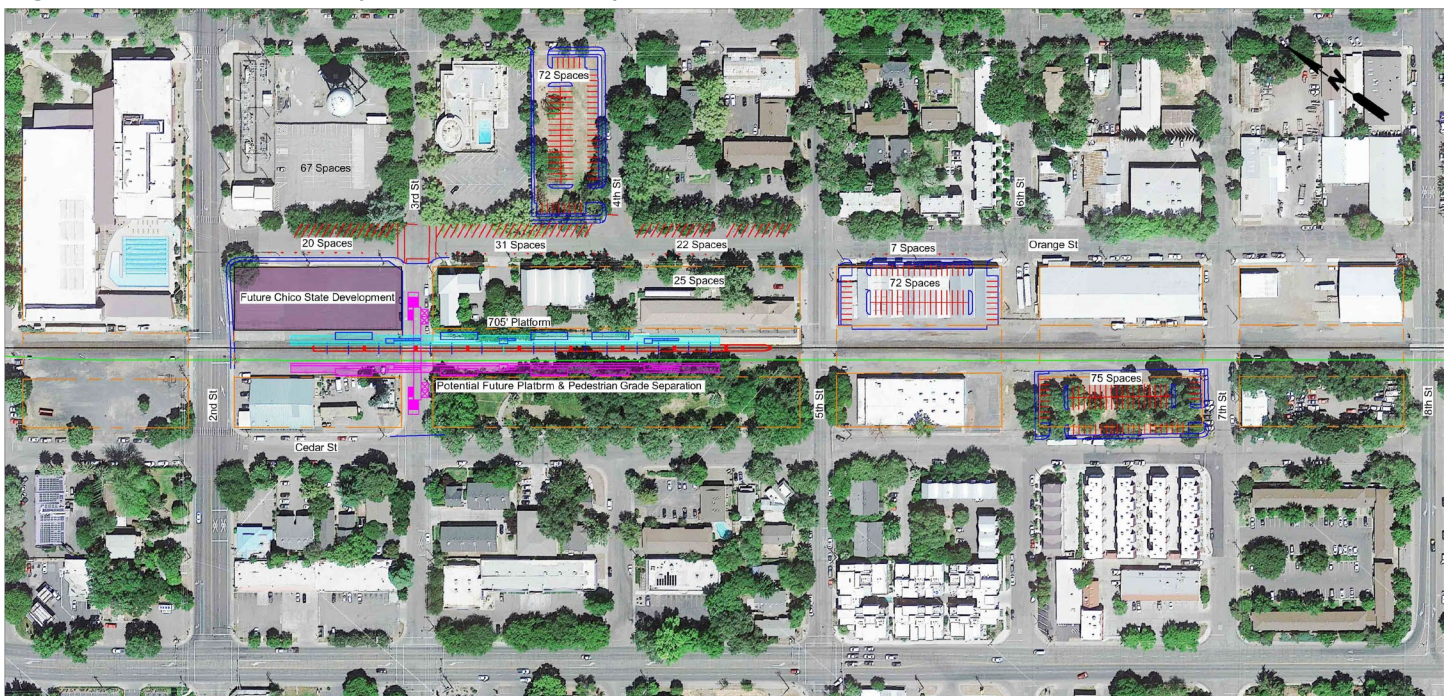 72 Spaces
67 Spaces
N
3rd St
4th St
6th St
20 Spaces
31 Spaces
22 Spaces
7 Spaces
Orange St
Future Chico State Development
25 Spaces
72 Spaces
705' Platform
Potential Future Platbrm & Pedestrian Grade Separation
75 Spaces
2nd St
5th St
7th St
8th St
Cedar St